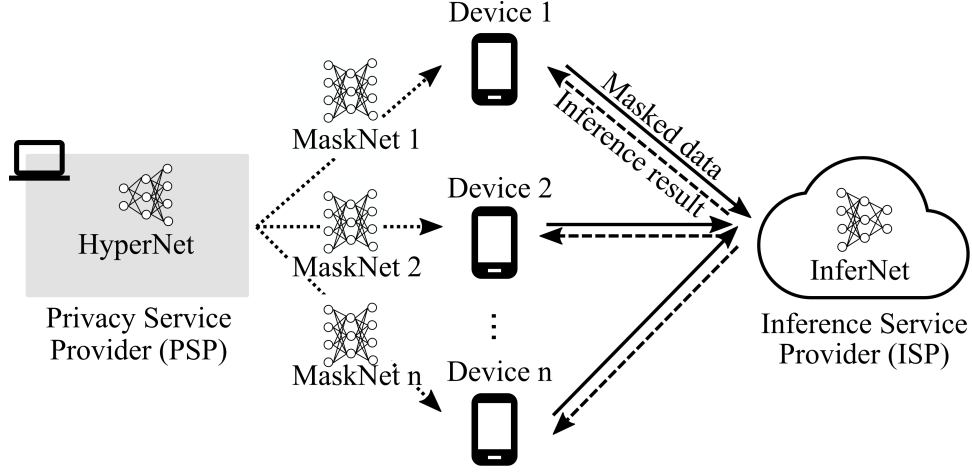 Device 1
MaskNet 1
Masked data
Inference result
HyperNet
Privacy Service
Provider (PSP)
Device 2
MaskNet 2
InferNet
Inference Service
Provider (ISP)
MaskNet n
Device n